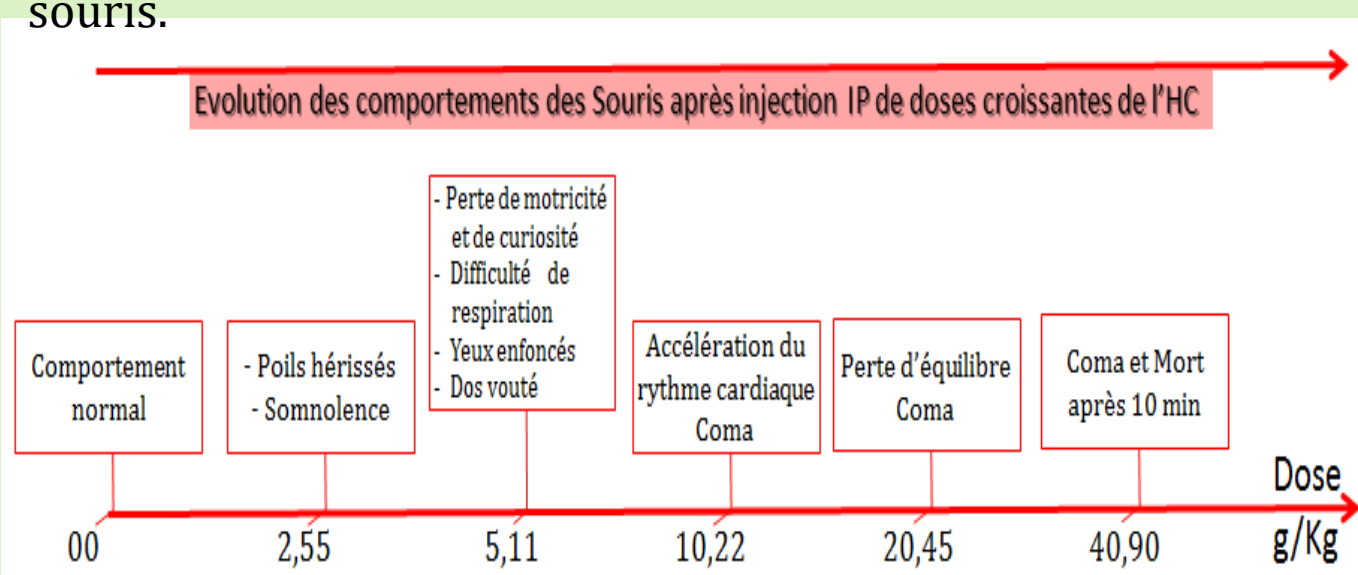 souris.
Evolution des comportements des Souris après injection IP de doses croissantes de l'HC
Comportement
normal
- Poils hérissés
- Somnolence
- Perte de motricité
et de curiosité
- Difficulté de
respiration
- Yeux enfoncés
- Dos vouté
Accélération du
rythme cardiaque
Coma
Perte d'équilibre
Coma
Coma et Mort
après 10 min
Dose
g/Kg
00
2,55
5,11
10,22
20,45
40,90